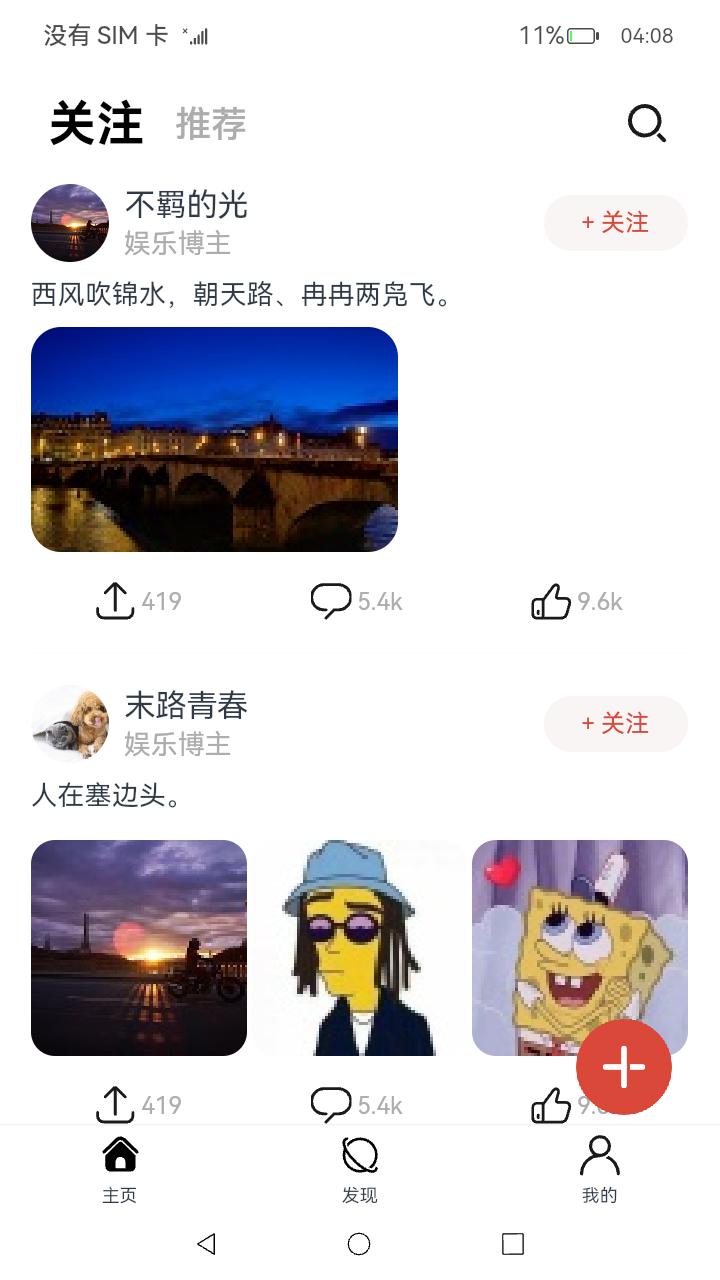 没有 SIM 卡 11% 04:08
关注 推荐
不羁的光
娱乐博主
+ 关注
西风吹锦水，朝天路、冉冉两凫飞。
419 5.4k 9.6k
末路青春
娱乐博主
+ 关注
人在塞边头。
419 5.4k
主页 发现 我的